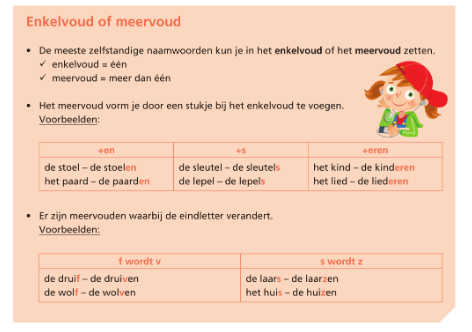 Enkelvoud of meervoud
• De meeste zelfstandige naamwoorden kun je in het enkelvoud of het meervoud zetten.
✓ enkelvoud = één
✓ meervoud = meer dan één
• Het meervoud vorm je door een stukje bij het enkelvoud te voegen.
Voorbeelden:
+en +s +eren
de stoel – de stoelen de sleutel – de sleutels het kind – de kinderen
het paard – de paarden de lepel – de lepels het lied – de liederen
• Er zijn meervouden waarbij de eindletter verandert.
Voorbeelden:
f wordt v s wordt z
de druif – de druiven de laars – de laarzen
de wolf – de wolven het huis – de huizen